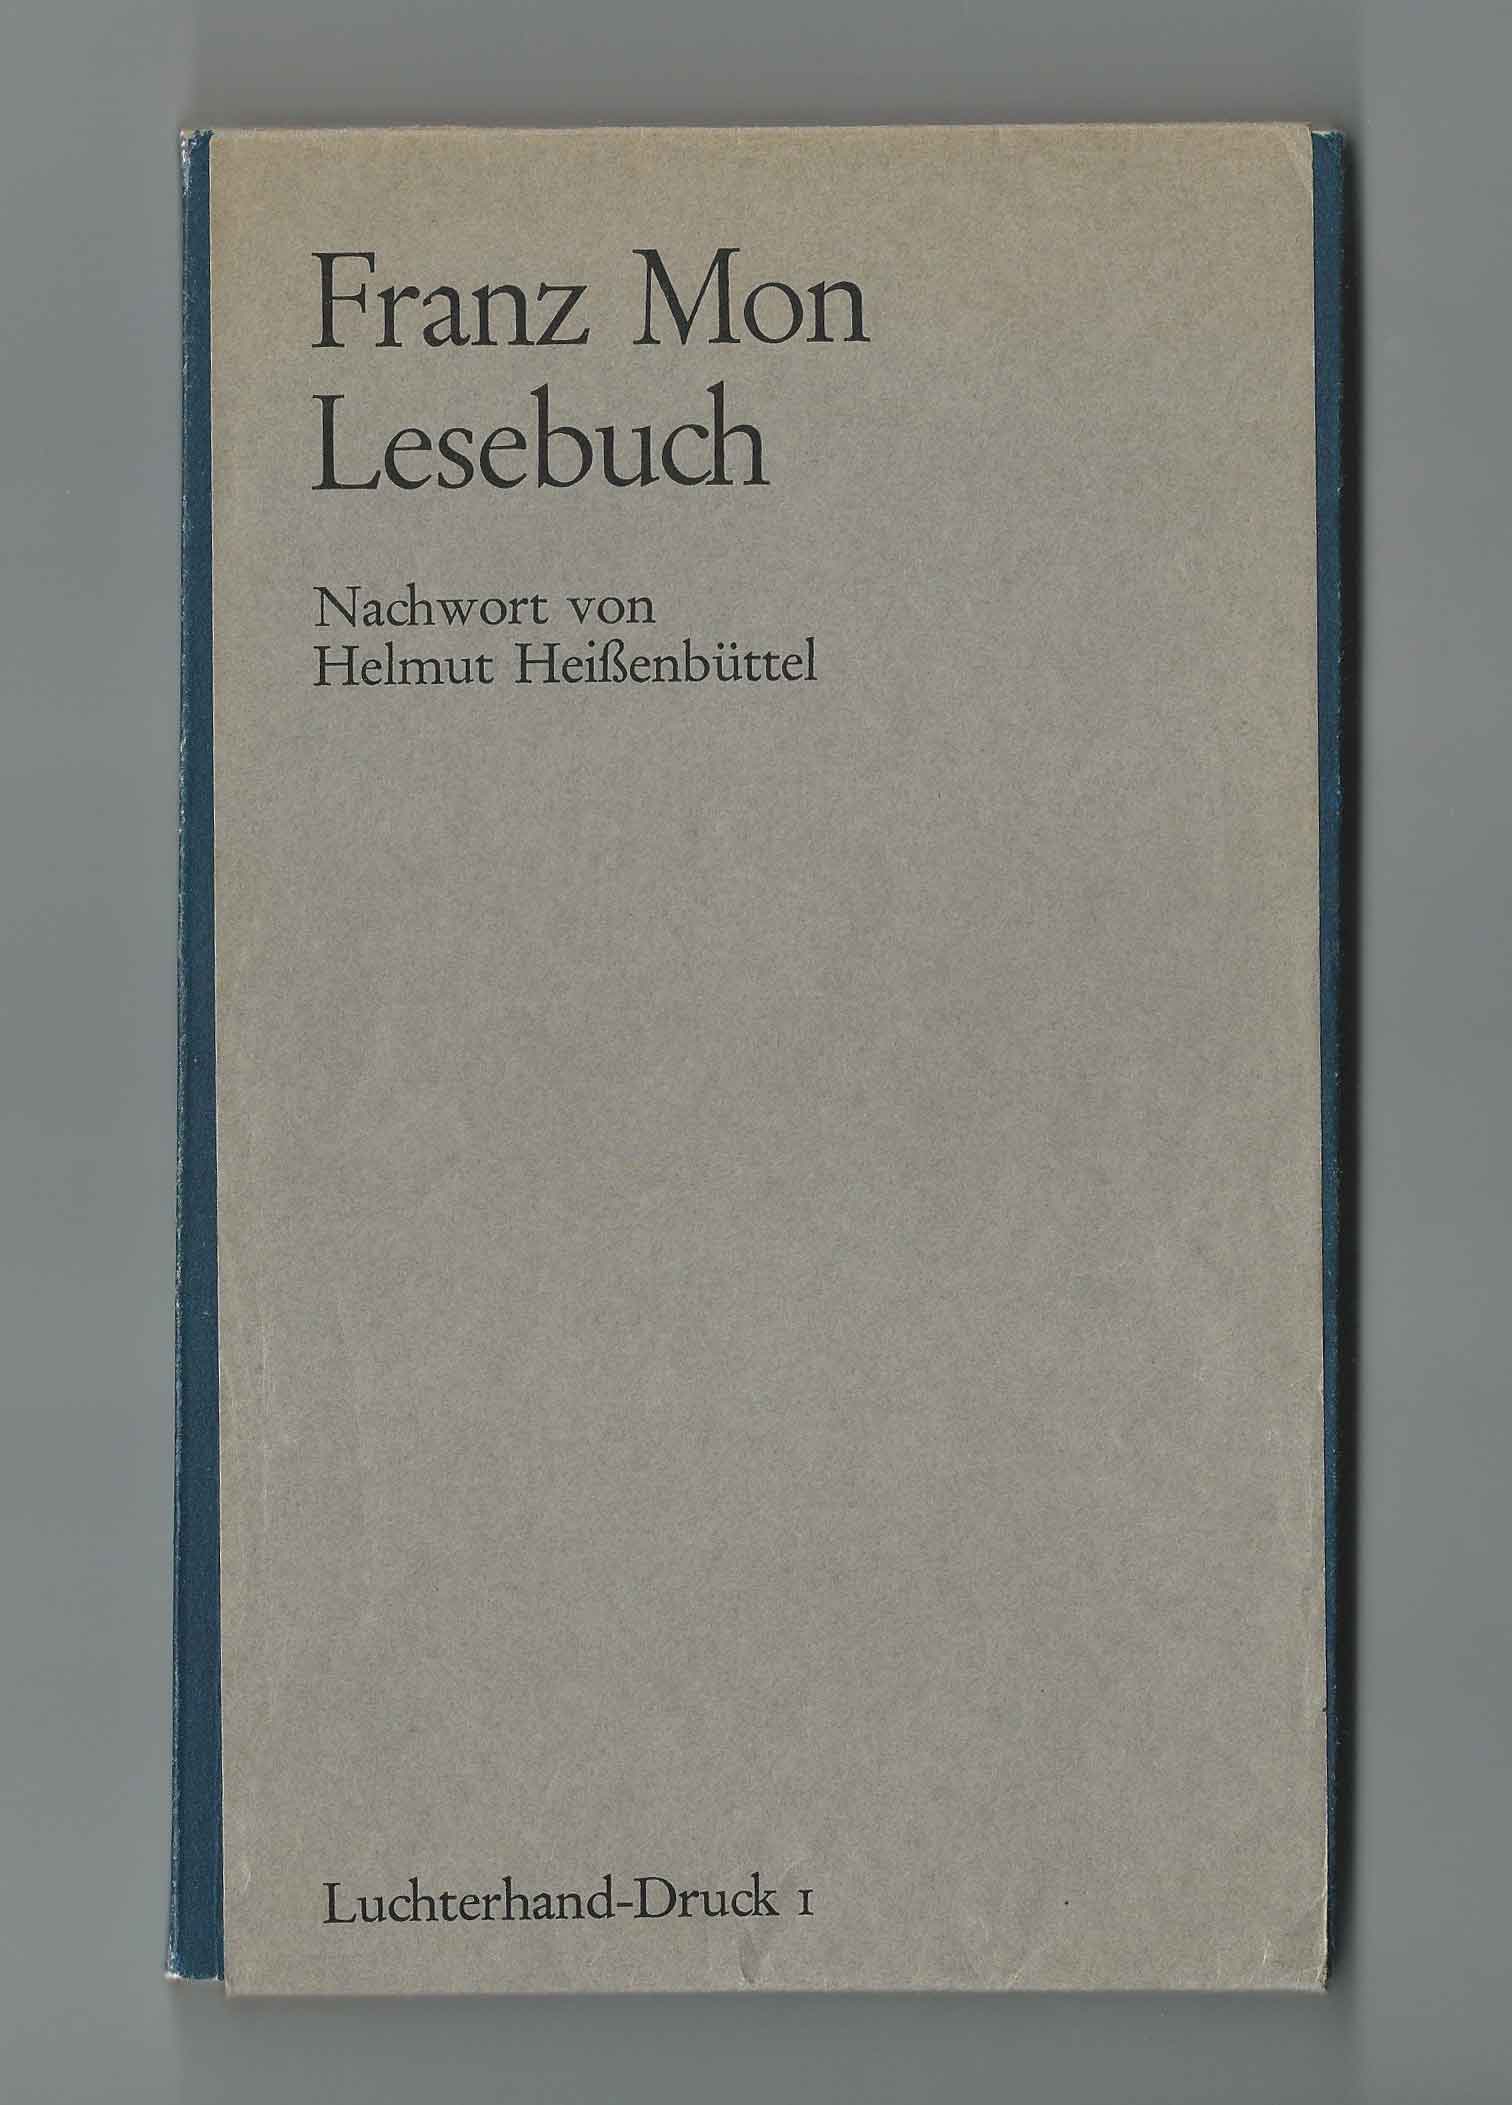 Franz Mon
Lesebuch
Nachwort von
Helmut Heißenbüttel
Luchterhand-Druck 1